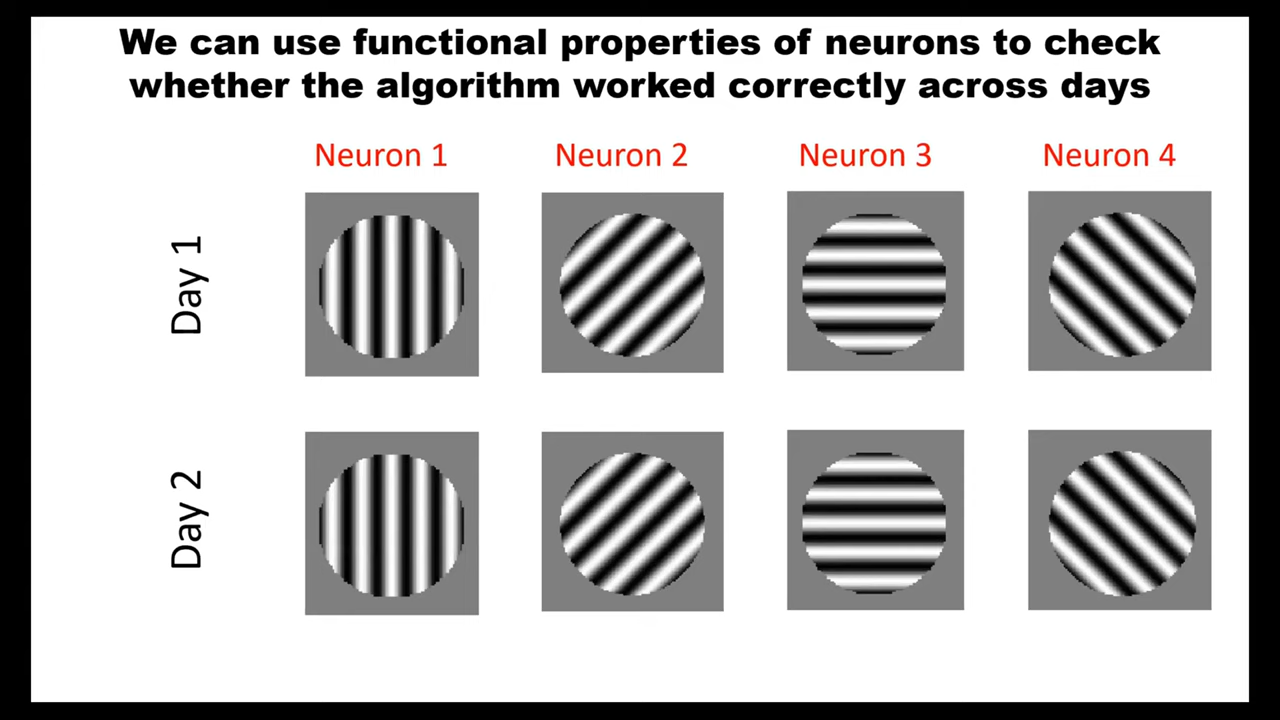 We can use functional properties of neurons to check
whether the algorithm worked correctly across days
Neuron 1 Neuron 2 Neuron 3 Neuron 4
Day 1
Day 2